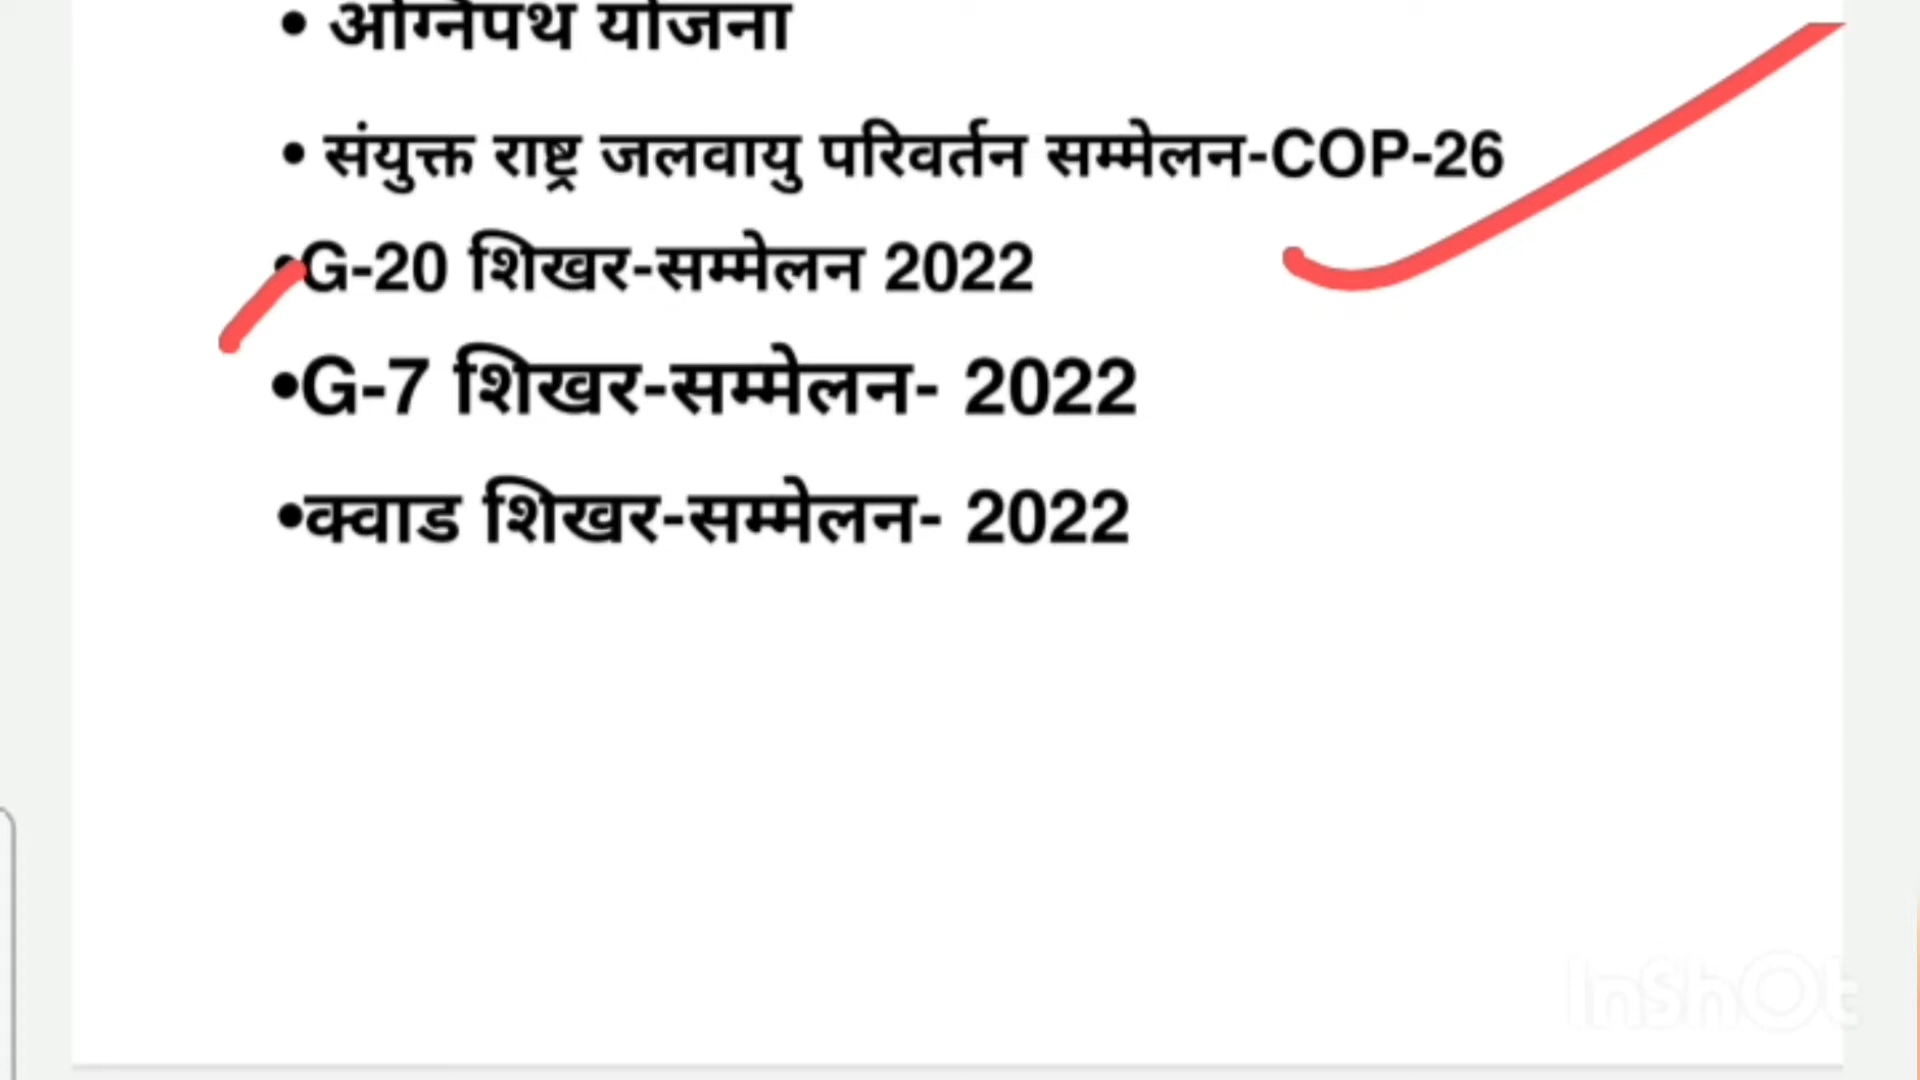 • अग्निपथ योजना
• संयुक्त राष्ट्र जलवायु परिवर्तन सम्मेलन-COP-26
•G-20 शिखर-सम्मेलन 2022
•G-7 शिखर-सम्मेलन- 2022
•क्वाड शिखर-सम्मेलन- 2022
InShOt